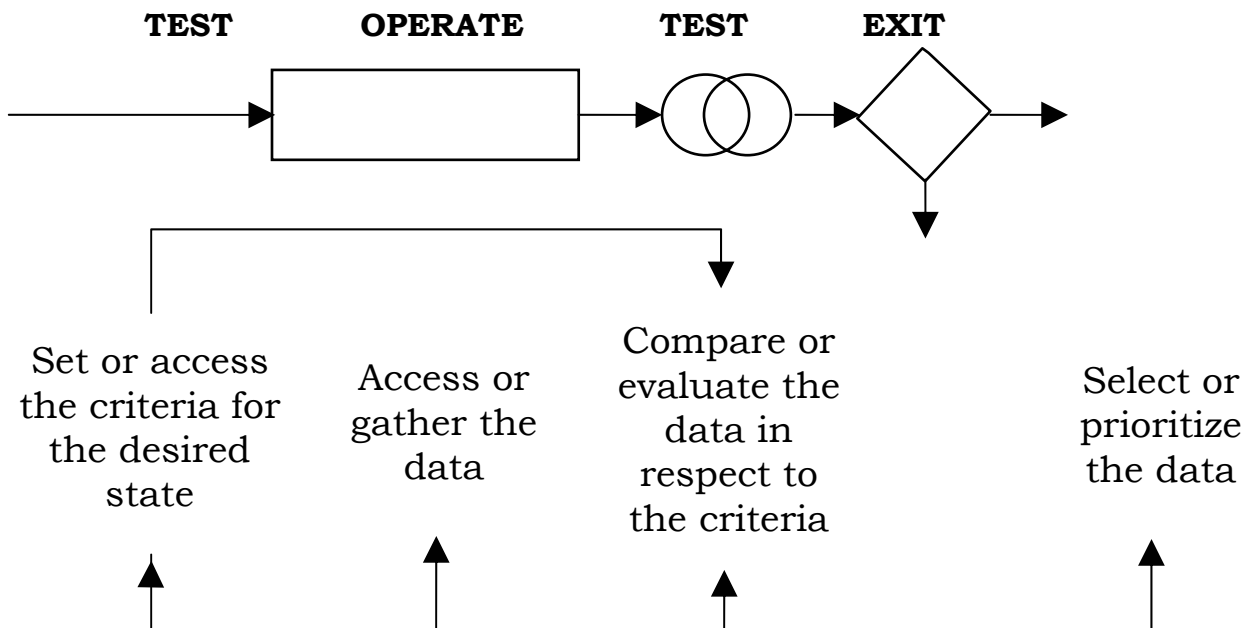 TEST OPERATE TEST EXIT
Set or access
the criteria for
the desired
state
Access or
gather the
data
Compare or
evaluate the
data in
respect to
the criteria
Select or
prioritize
the data